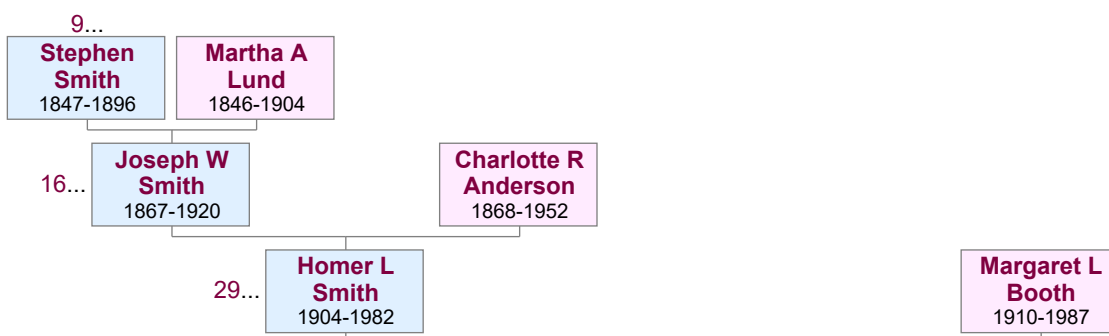 9...
Stephen
Smith
1847-1896
Martha A
Lund
1846-1904
16...
Joseph W
Smith
1867-1920
Charlotte R
Anderson
1868-1952
29...
Homer L
Smith
1904-1982
Margaret L
Booth
1910-1987